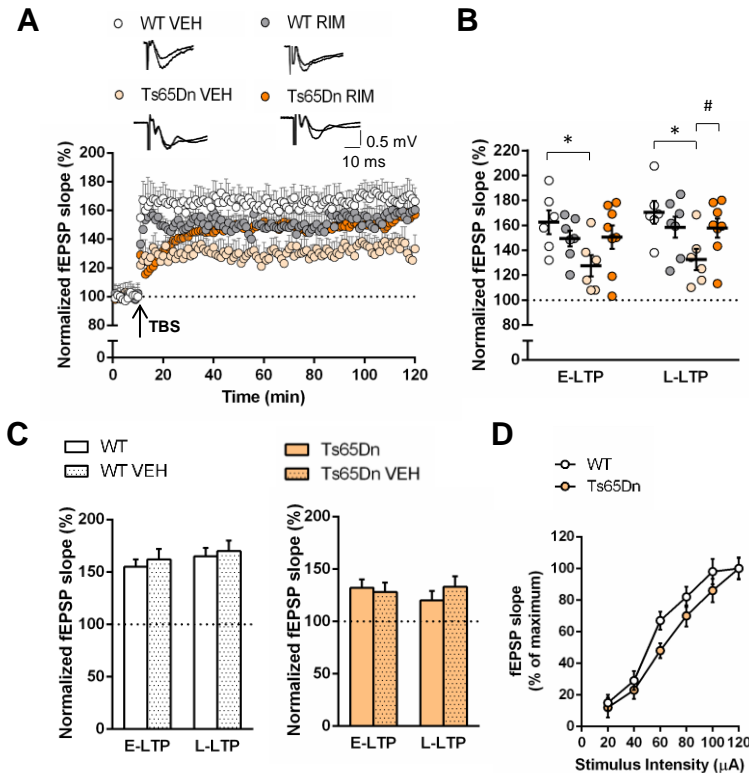 A
WT VEH
WT RIM
Ts65Dn VEH
Ts65Dn RIM
0.5 mV
10 ms
Normalized fEPSP slope (%)
200
180
160
140
120
100
80
0
TBS
0
20
40
60
80
100
120
Time (min)
B
Normalized fEPSP slope (%)
220
200
180
160
140
120
100
80
0
*
*
#
E-LTP
L-LTP
C
WT
WT VEH
Normalized fEPSP slope (%)
200
150
100
50
0
E-LTP
L-LTP
Ts65Dn
Ts65Dn VEH
Normalized fEPSP slope (%)
200
150
100
50
0
E-LTP
L-LTP
D
WT
Ts65Dn
fEPSP slope
(% of maximum)
120
100
80
60
40
20
0
0
20
40
60
80
100
120
Stimulus Intensity (μA)